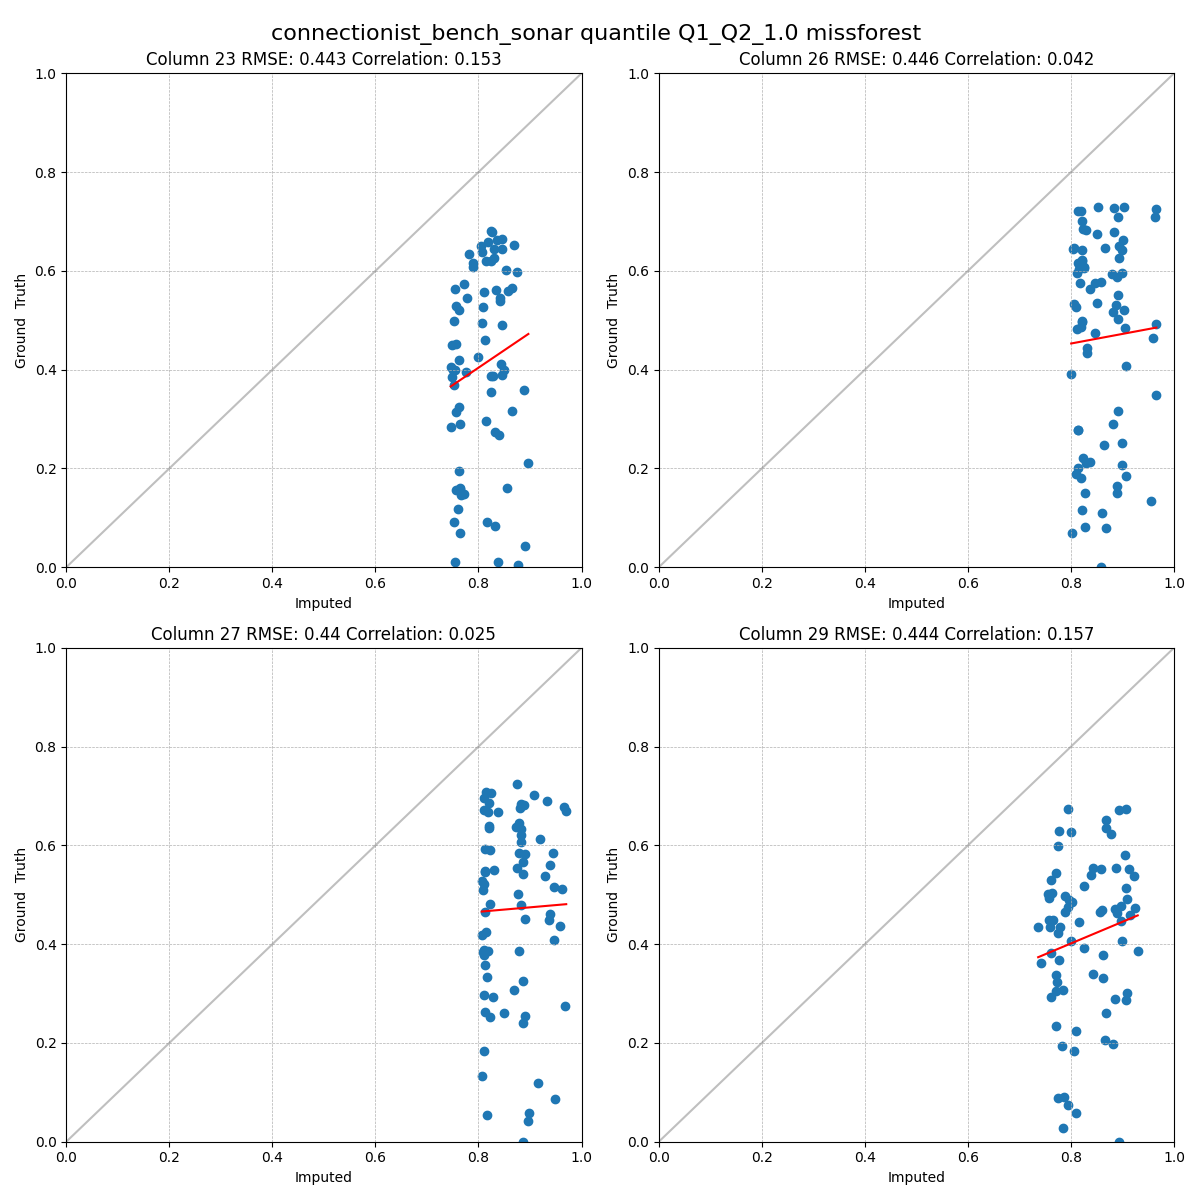 connectionist_bench_sonar quantile Q1_Q2_1.0 missforest
Column 23 RMSE: 0.443 Correlation: 0.153
1.0
0.8
0.6
0.4
0.2
0.0
Ground Truth
0.0 0.2 0.4 0.6 0.8 1.0
Imputed
Column 26 RMSE: 0.446 Correlation: 0.042
1.0
0.8
0.6
0.4
0.2
0.0
Ground Truth
0.0 0.2 0.4 0.6 0.8 1.0
Imputed
Column 27 RMSE: 0.44 Correlation: 0.025
1.0
0.8
0.6
0.4
0.2
0.0
Ground Truth
0.0 0.2 0.4 0.6 0.8 1.0
Imputed
Column 29 RMSE: 0.444 Correlation: 0.157
1.0
0.8
0.6
0.4
0.2
0.0
Ground Truth
0.0 0.2 0.4 0.6 0.8 1.0
Imputed